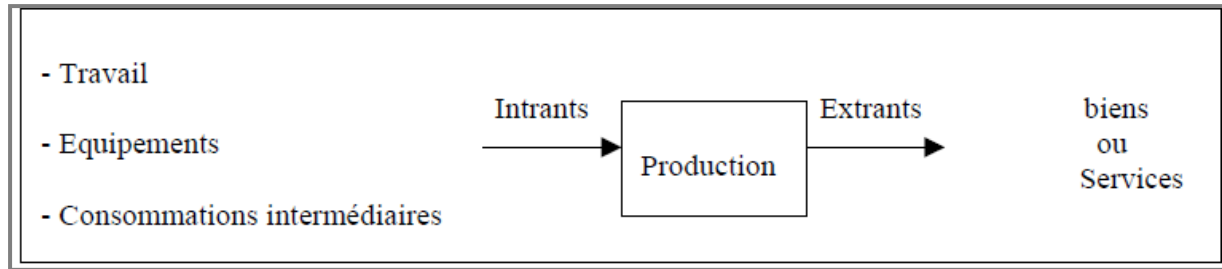 - Travail
Intrants
Extrants
biens
- Equipements
ou
Production
Services
- Consommations intermédiaires